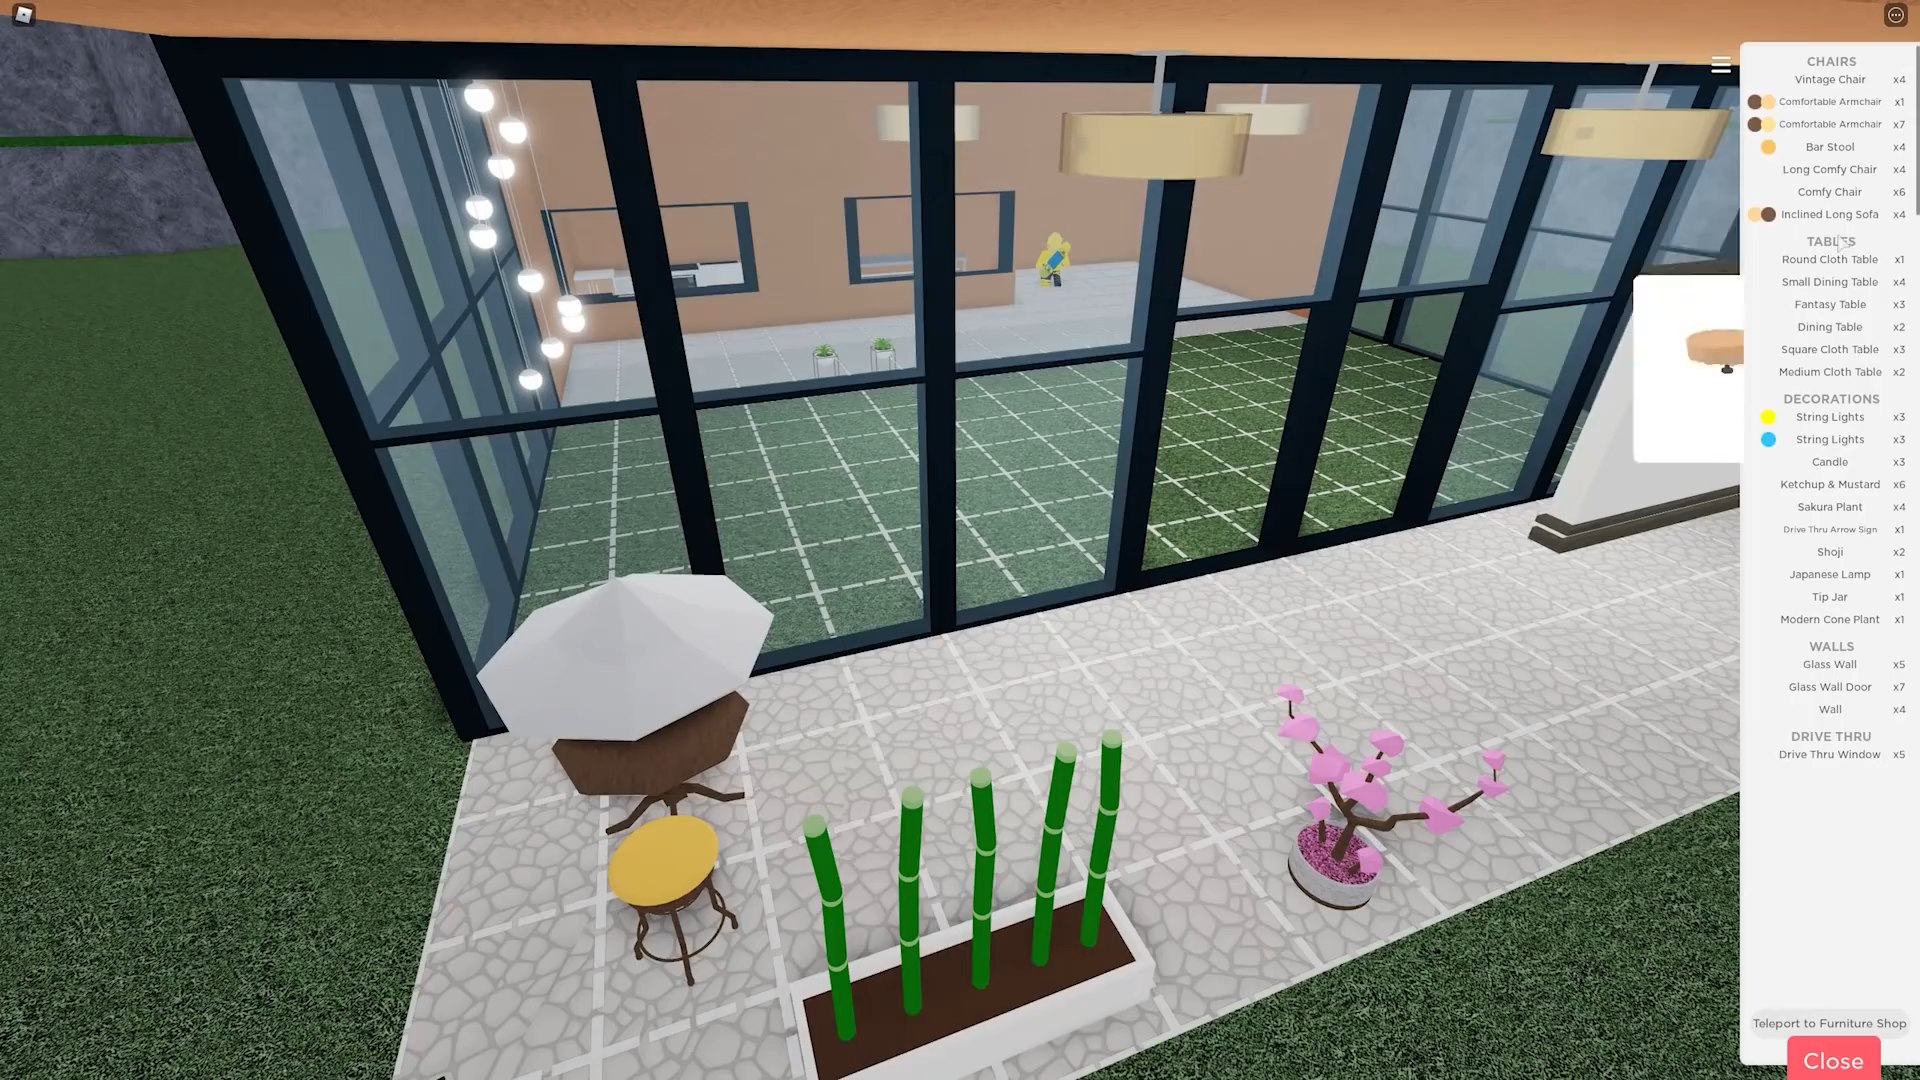 CHAIRS
Vintage Chair x4
Comfortable Armchair x1
Comfortable Armchair x7
Bar Stool x4
Long Comfy Chair x4
Comfy Chair x6
Inclined Long Sofa x4
TABLES
Round Cloth Table x1
Small Dining Table x4
Fantasy Table x3
Dining Table x2
Square Cloth Table x3
Medium Cloth Table x2
DECORATIONS
String Lights x3
String Lights x3
Candle x3
Ketchup & Mustard x6
Sakura Plant x4
Drive Thru Arrow Sign x1
Shoji x2
Japanese Lamp x1
Tip Jar x1
Modern Cone Plant x1
WALLS
Glass Wall x5
Glass Wall Door x7
Wall x4
DRIVE THRU
Drive Thru Window x5
Teleport to Furniture Shop
Close